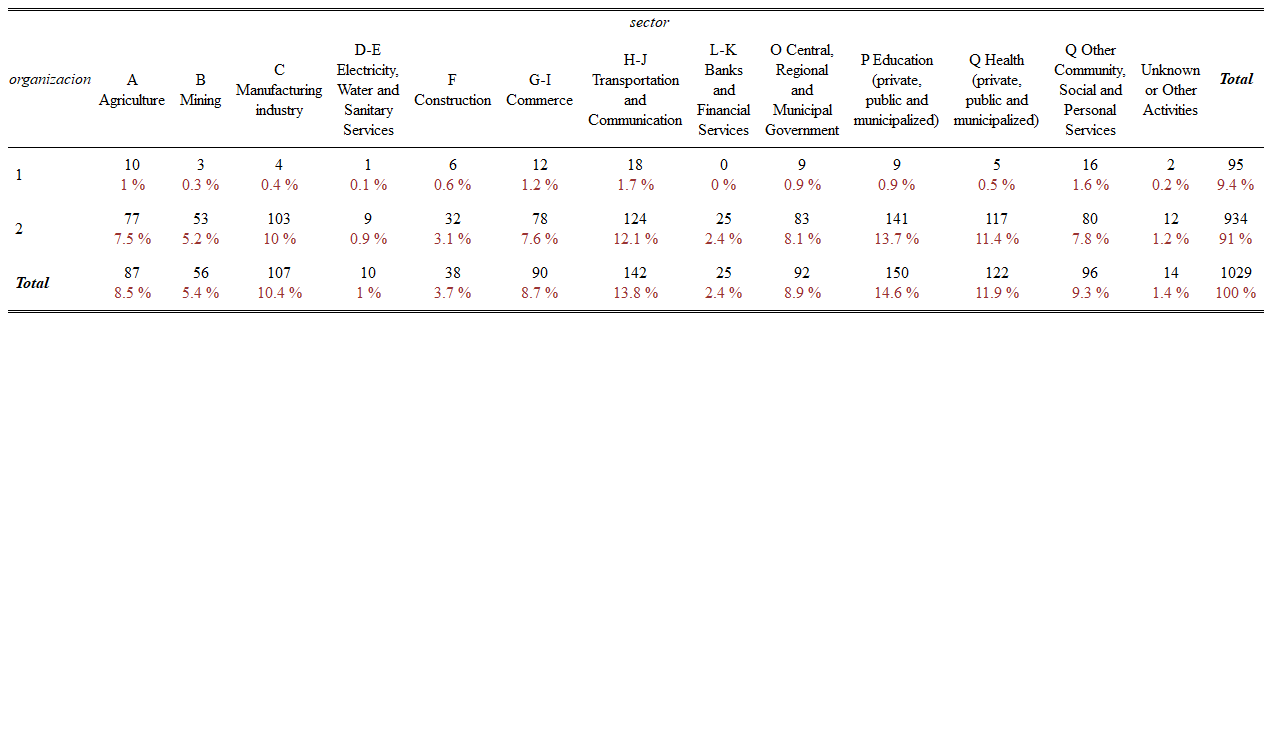 sector
organizacion A Agriculture B Mining C Manufacturing industry D-E Electricity, Water and Sanitary Services F Construction G-I Commerce H-J Transportation and Communication L-K Banks and Financial Services O Central, Regional and Municipal Government P Education (private, public and municipalized) Q Health (private, public and municipalized) Q Other Community, Social and Personal Services Unknown or Other Activities Total
1 10 3 4 1 6 12 18 0 9 9 5 16 2 95
1 % 0.3 % 0.4 % 0.1 % 0.6 % 1.2 % 1.7 % 0 % 0.9 % 0.9 % 0.5 % 1.6 % 0.2 % 9.4 %
2 77 53 103 9 32 78 124 25 83 141 117 80 12 934
7.5 % 5.2 % 10 % 0.9 % 3.1 % 7.6 % 12.1 % 2.4 % 8.1 % 13.7 % 11.4 % 7.8 % 1.2 % 91 %
Total 87 56 107 10 38 90 142 25 92 150 122 96 14 1029
8.5 % 5.4 % 10.4 % 1 % 3.7 % 8.7 % 13.8 % 2.4 % 8.9 % 14.6 % 11.9 % 9.3 % 1.4 % 100 %